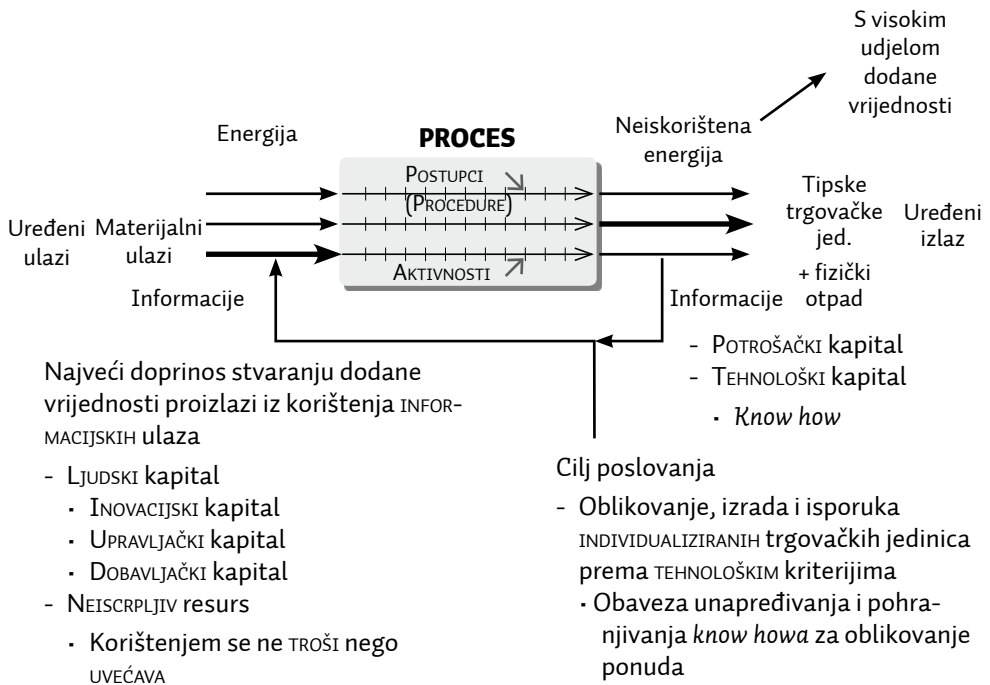 S visokim
udjelom
dodane
vrijednosti
Energija
PROCES
Neiskorištena
energija
Postupci
(Procedure)
Aktivnosti
Uređeni
ulazi
Materijalni
ulazi
Informacije
Tipske
trgovačke
jed.
+ fizički
otpad
Uređeni
izlaz
Informacije
- Potrošački kapital
- Tehnološki kapital
· Know how
Najveći doprinos stvaranju dodane
vrijednosti proizlazi iz korištenja INFOR-
MACIJSKIH ulaza
- Ljudski kapital
· Inovacijski kapital
· Upravljački kapital
· Dobavljački kapital
- Neiscrpljiv resurs
· Korištenjem se ne TROŠI nego
UVEĆAVA
Cilj poslovanja
- Oblikovanje, izrada i isporuka
INDIVIDUALIZIRANIH trgovačkih jedinica
prema TEHNOLOŠKIM kriterijima
· Obaveza unapređivanja i pohra-
njivanja know howa za oblikovanje
ponuda